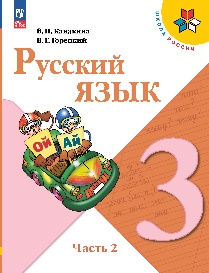 В. П. Канакина
В. Г. Горецкий
Русский
язык
ШКОЛА РОССИИ
Ой
Ай
3
Часть 2